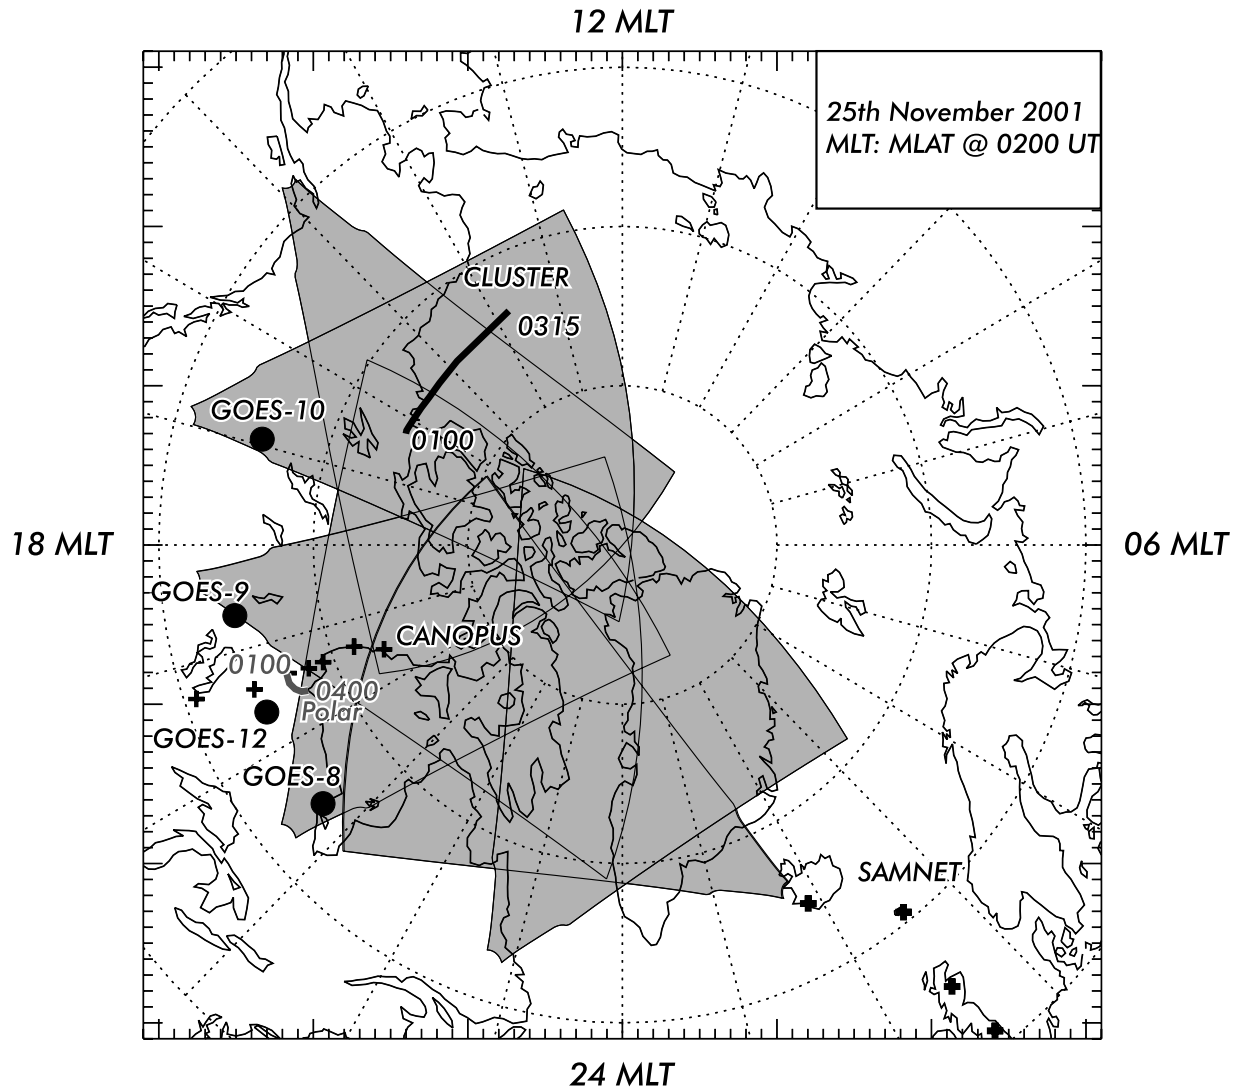 12 MLT
25th November 2001
MLT: MLAT @ 0200 UT
CLUSTER
0315
GOES-10
0100
18 MLT
06 MLT
GOES-9
CANOPUS
0100
0400
Polar
GOES-12
GOES-8
SAMNET
24 MLT